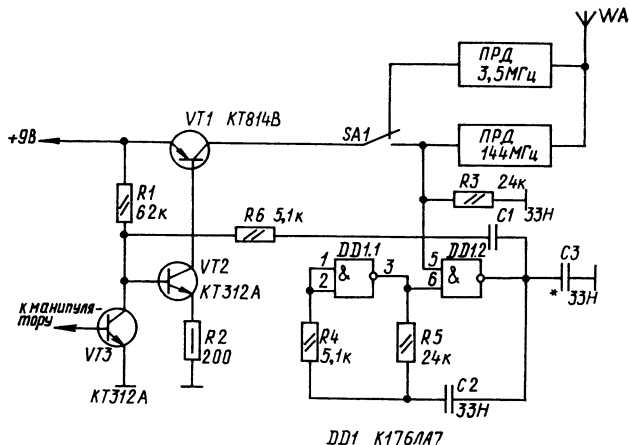 WA
ПРД
3,5МГц
VT1 КТ814В
+9В
SA1
ПРД
144МГц
R3 24к
R1
62к
R6 5,1к
C1
33Н
VT2
КТ312А
DD1.1
DD1.2
1
2
&
3
5
6
&
C3
*
33Н
к манипуля-
тору
VT3
КТ312А
R2
200
R4
5,1к
R5
24к
C2
33Н
DD1 К176ЛА7